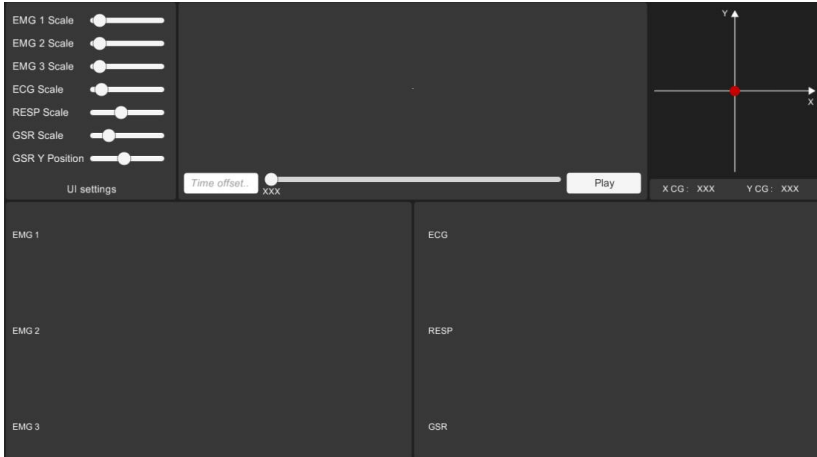 EMG 1 Scale
EMG 2 Scale
EMG 3 Scale
ECG Scale
RESP Scale
GSR Scale
GSR Y Position
UI settings
Time offset..
XXX
Play
Y
X
X CG : XXX Y CG : XXX
EMG 1
EMG 2
EMG 3
ECG
RESP
GSR